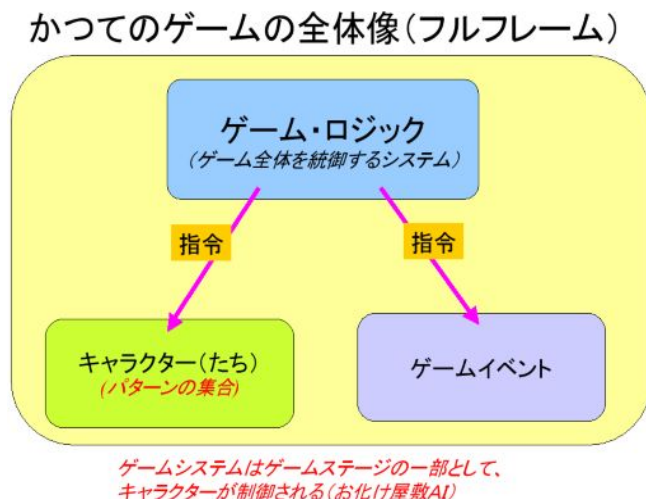 かつてのゲームの全体像(フルフレーム)
ゲーム・ロジック
(ゲーム全体を統御するシステム)
指令
指令
キャラクター(たち)
(パターンの集合)
ゲームイベント
ゲームシステムはゲームステージの一部として、
キャラクターが制御される(お化け屋敷AI)